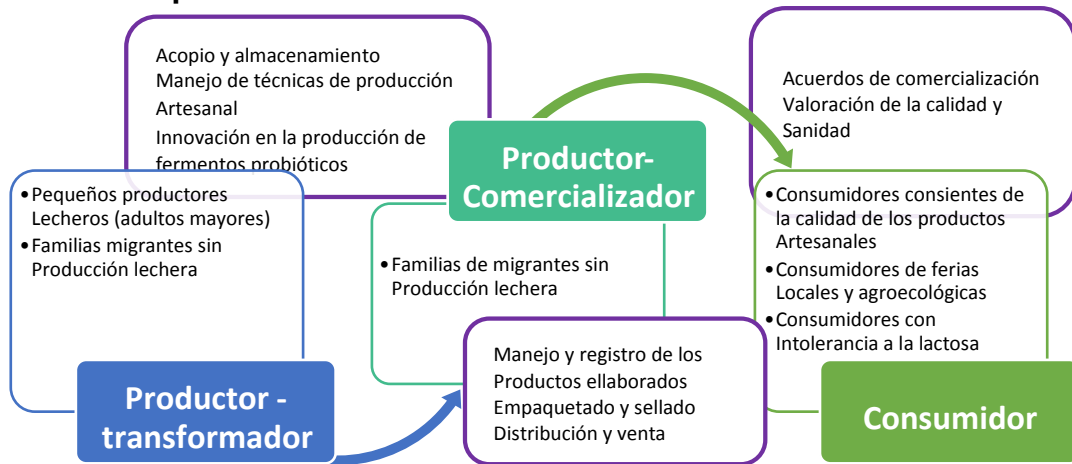 Acopio y almacenamiento
Manejo de técnicas de producción
Artesanal
Innovación en la producción de
fermentos probióticos
•Pequeños productores
Lecheros (adultos mayores)
•Familias migrantes sin
Producción lechera
Productor -
transformador
Productor-
Comercializador
•Familias de migrantes sin
Producción lechera
Manejo y registro de los
Productos ellaborados
Empaquetado y sellado
Distribución y venta
Acuerdos de comercialización
Valoración de la calidad y
Sanidad
•Consumidores consientes de
la calidad de los productos
Artesanales
•Consumidores de ferias
Locales y agroecológicas
•Consumidores con
Intolerancia a la lactosa
Consumidor